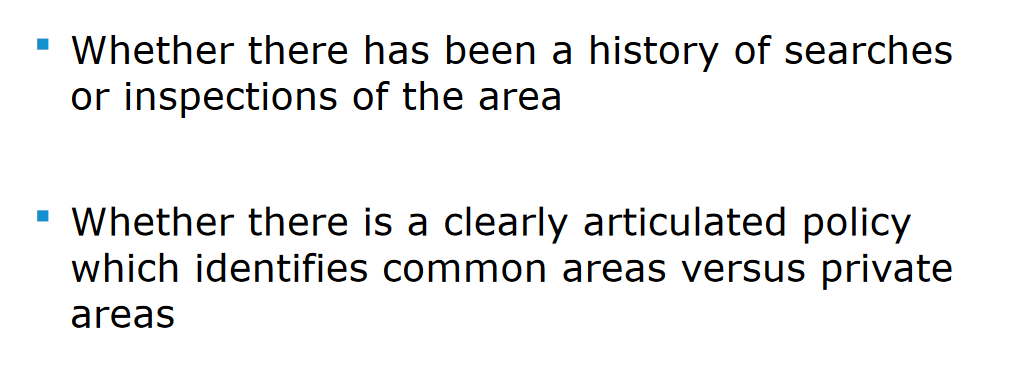 ▪ Whether there has been a history of searches
or inspections of the area
▪ Whether there is a clearly articulated policy
which identifies common areas versus private
areas